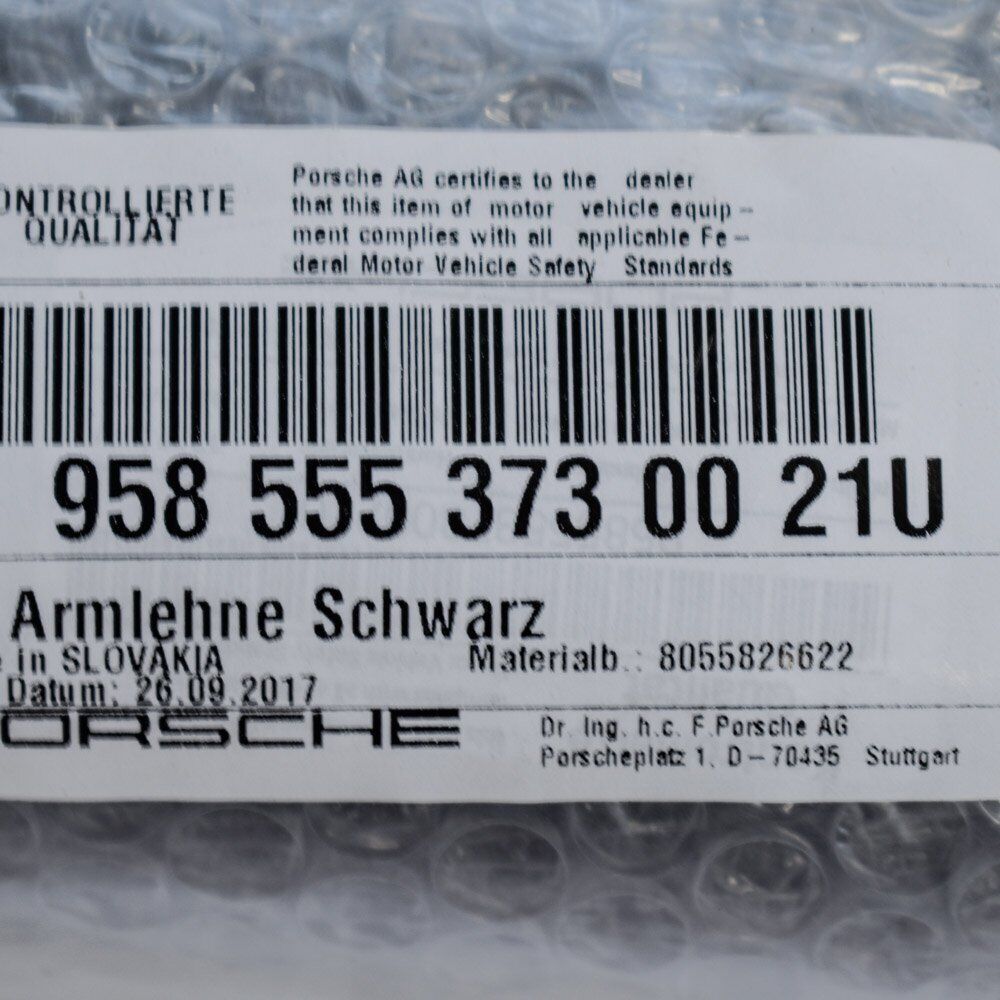 ONTROLLIERTE
QUALITÄT
Porsche AG certifies to the dealer
that this item of motor vehicle equip –
ment complies with all applicable Fe –
deral Motor Vehicle Safety Standards
958 555 373 00 21U
Armlehne Schwarz
e in SLOVAKIA
Materialb.: 8055826622
Datum: 26.09.2017
ORSCHE
Dr. Ing. h.c. F.Porsche AG
Porscheplatz 1, D – 70435 Stuttgart